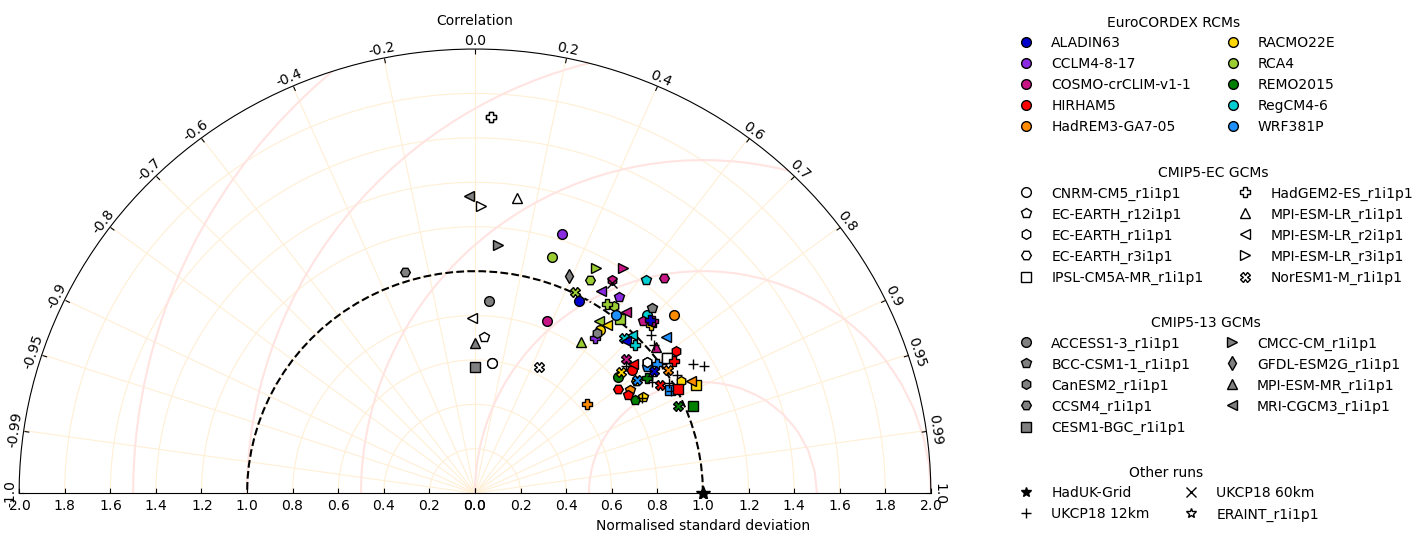 Correlation
0.0
-0.2
0.2
-0.4
0.4
-0.6
0.6
-0.7
0.7
-0.8
0.8
-0.9
0.9
-0.95
0.95
-0.99
0.99
-1.0
1.0
2.0 1.8 1.6 1.4 1.2 1.0 0.8 0.6 0.4 0.2 0.0 0.2 0.4 0.6 0.8 1.0 1.2 1.4 1.6 1.8 2.0
Normalised standard deviation
EuroCORDEX RCMs
ALADIN63
CCLM4-8-17
COSMO-crCLIM-v1-1
HIRHAM5
HadREM3-GA7-05
RACMO22E
RCA4
REMO2015
RegCM4-6
WRF381P
CMIP5-EC GCMs
CNRM-CM5_r1i1p1
EC-EARTH_r12i1p1
EC-EARTH_r1i1p1
EC-EARTH_r3i1p1
IPSL-CM5A-MR_r1i1p1
HadGEM2-ES_r1i1p1
MPI-ESM-LR_r1i1p1
MPI-ESM-LR_r2i1p1
MPI-ESM-LR_r3i1p1
NorESM1-M_r1i1p1
CMIP5-13 GCMs
ACCESS1-3_r1i1p1
BCC-CSM1-1_r1i1p1
CanESM2_r1i1p1
CCSM4_r1i1p1
CESM1-BGC_r1i1p1
CMCC-CM_r1i1p1
GFDL-ESM2G_r1i1p1
MPI-ESM-MR_r1i1p1
MRI-CGCM3_r1i1p1
Other runs
HadUK-Grid
UKCP18 12km
UKCP18 60km
ERAINT_r1i1p1